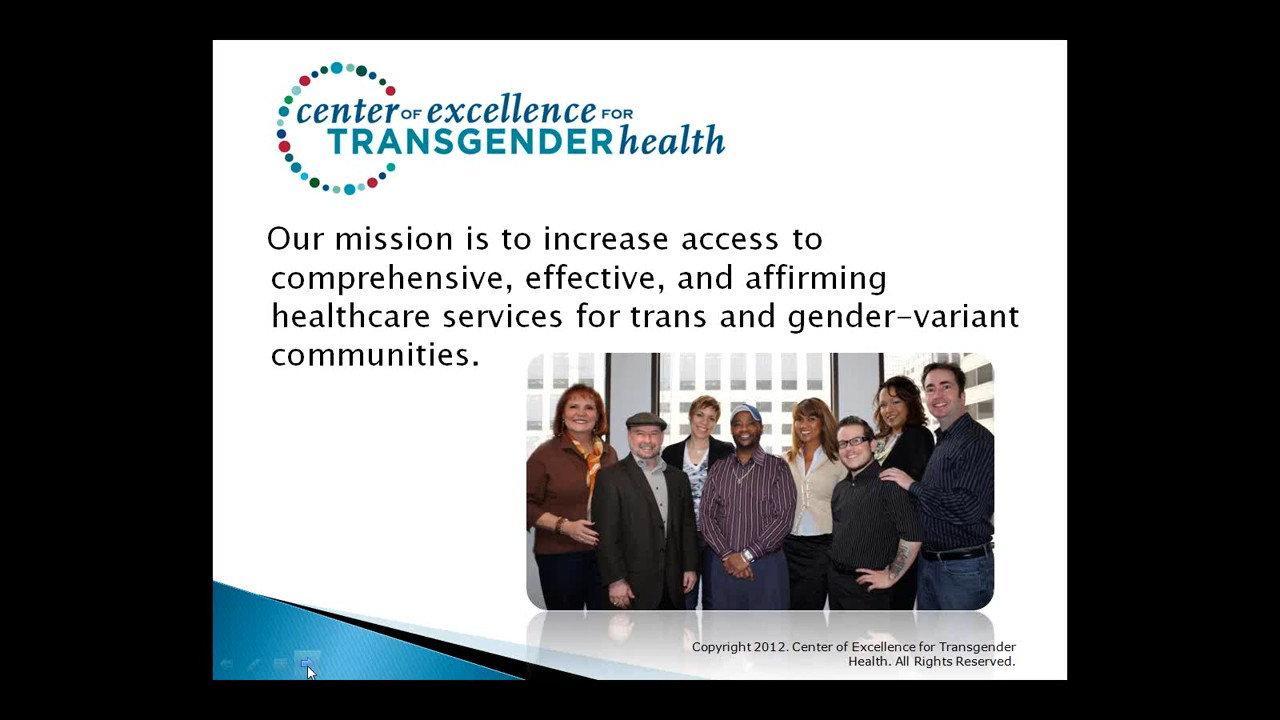 center OF excellence FOR
TRANSGENDER health
Our mission is to increase access to
comprehensive, effective, and affirming
healthcare services for trans and gender-variant
communities.
Copyright 2012. Center of Excellence for Transgender
Health. All Rights Reserved.